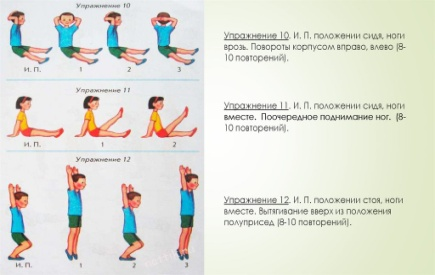 Упражнение 10
И. П. 1 2 3
Упражнение 11
И. П. 1 2
Упражнение 12
И. П. 1 2 3
Упражнение 10. И. П. положении сидя, ноги
врозь. Повороты корпусом вправо, влево (8-
10 повторений).
Упражнение 11. И. П. положении сидя, ноги
вместе. Поочередное поднимание ног. (8-
10 повторений).
Упражнение 12. И. П. положении стоя, ноги
вместе. Вытягивание вверх из положения
полуприсед (8-10 повторений).